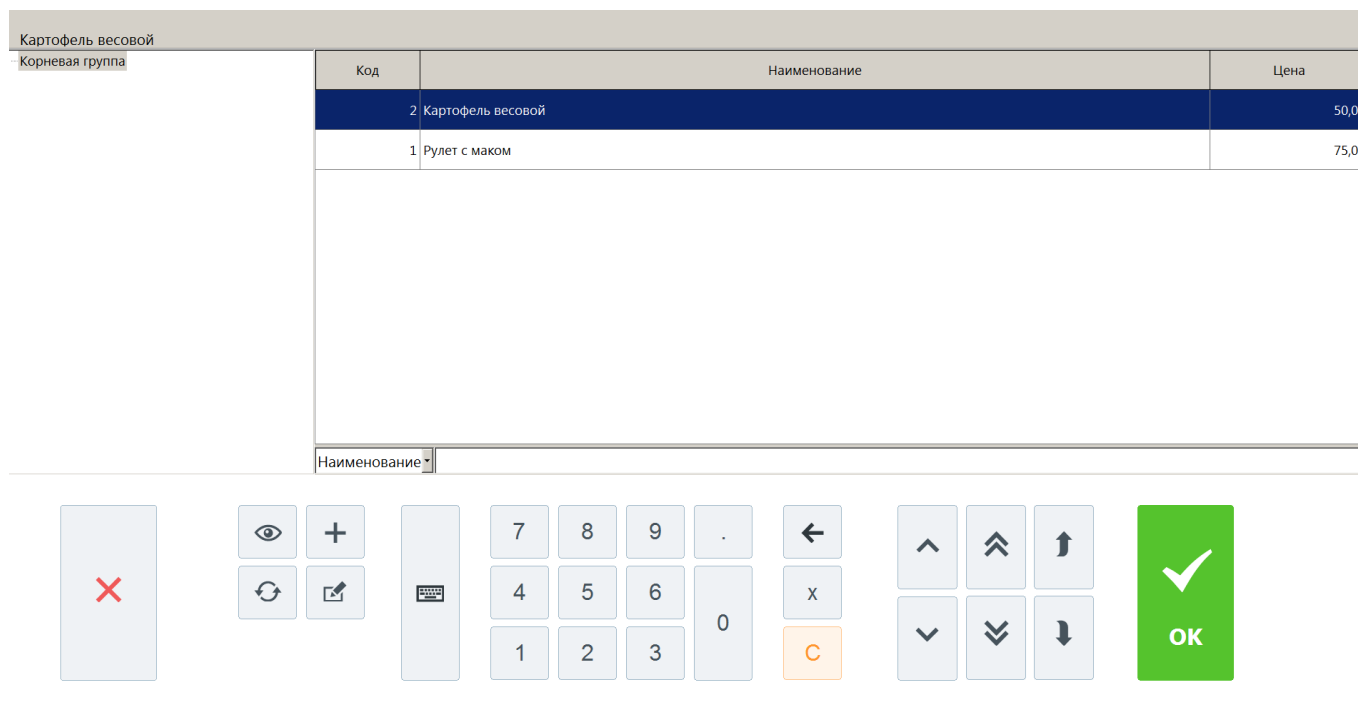 Картофель весовой
Корневая группа
Код Наименование Цена
2 Картофель весовой 50,0
1 Рулет с маком 75,0
Наименование
7 8 9 .
4 5 6 x
0
1 2 3 C
OK